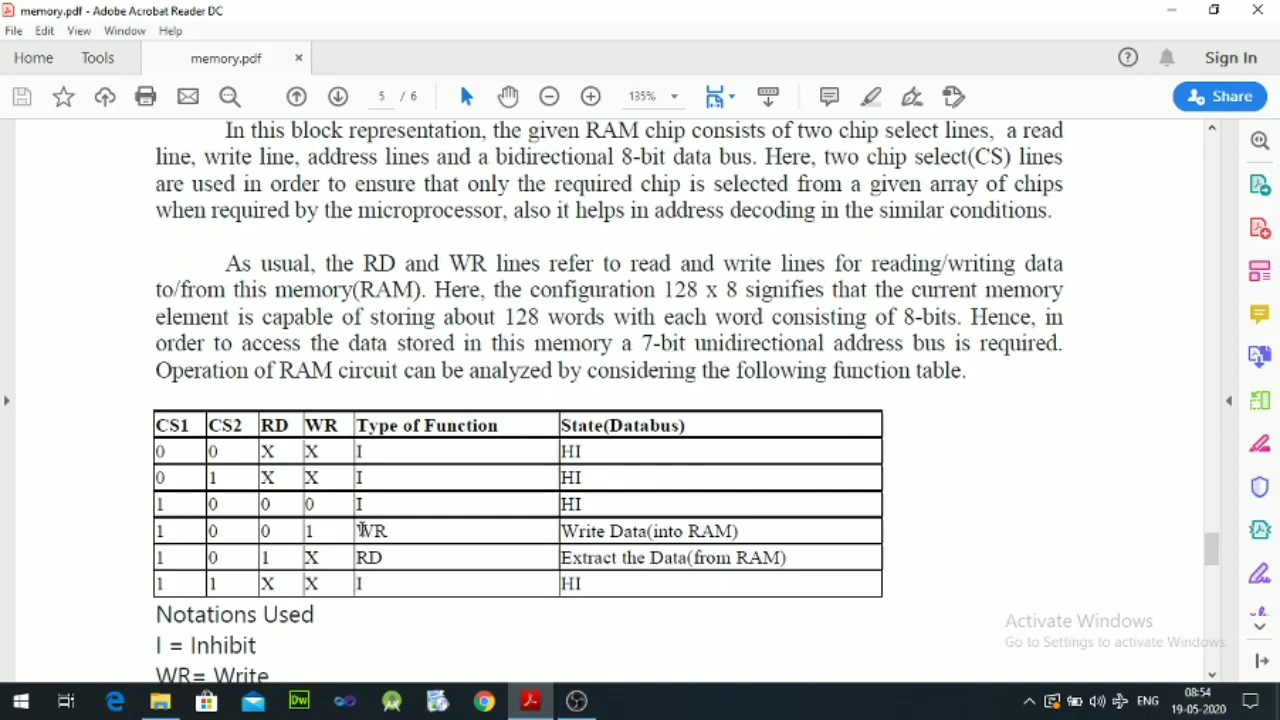 memory.pdf - Adobe Acrobat Reader DC
File Edit View Window Help
Home Tools memory.pdf × Sign In
5 / 6 135% Share
In this block representation, the given RAM chip consists of two chip select lines, a read
line, write line, address lines and a bidirectional 8-bit data bus. Here, two chip select(CS) lines
are used in order to ensure that only the required chip is selected from a given array of chips
when required by the microprocessor, also it helps in address decoding in the similar conditions.
As usual, the RD and WR lines refer to read and write lines for reading/writing data
to/from this memory(RAM). Here, the configuration 128 x 8 signifies that the current memory
element is capable of storing about 128 words with each word consisting of 8-bits. Hence, in
order to access the data stored in this memory a 7-bit unidirectional address bus is required.
Operation of RAM circuit can be analyzed by considering the following function table.
CS1 CS2 RD WR Type of Function State(Databus)
0 0 X X I HI
0 1 X X I HI
1 0 0 0 I HI
1 0 0 1 WR Write Data(into RAM)
1 0 1 X RD Extract the Data(from RAM)
1 1 X X I HI
Notations Used
I = Inhibit
WR= Write
Activate Windows
Go to Settings to activate Windows.
Dw
ENG
08:54
19-05-2020